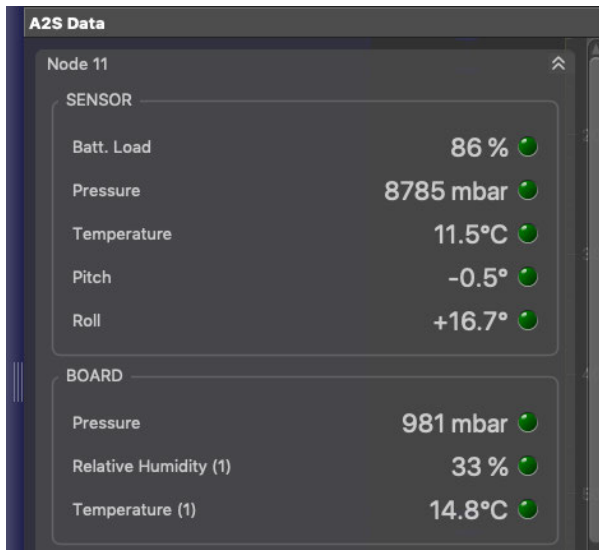 A2S Data
Node 11
SENSOR
Batt. Load 86 %
Pressure 8785 mbar
Temperature 11.5°C
Pitch -0.5°
Roll +16.7°
BOARD
Pressure 981 mbar
Relative Humidity (1) 33 %
Temperature (1) 14.8°C